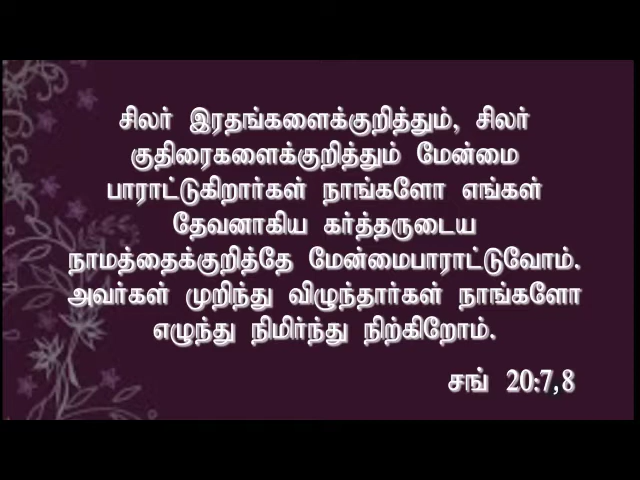 சிலர் இரதங்களைக்குறித்தும், சிலர்
குதிரைகளைக்குறித்தும் மேன்மை
பாராட்டுகிறார்கள் நாங்களோ எங்கள்
தேவனாகிய கர்த்தருடைய
நாமத்தைக்குறித்தே மேன்மைபாராட்டுவோம்.
அவர்கள் முறிந்து விழுந்தார்கள் நாங்களோ
எழுந்து நிமிர்ந்து நிற்கிறோம்.
சங் 20:7,8